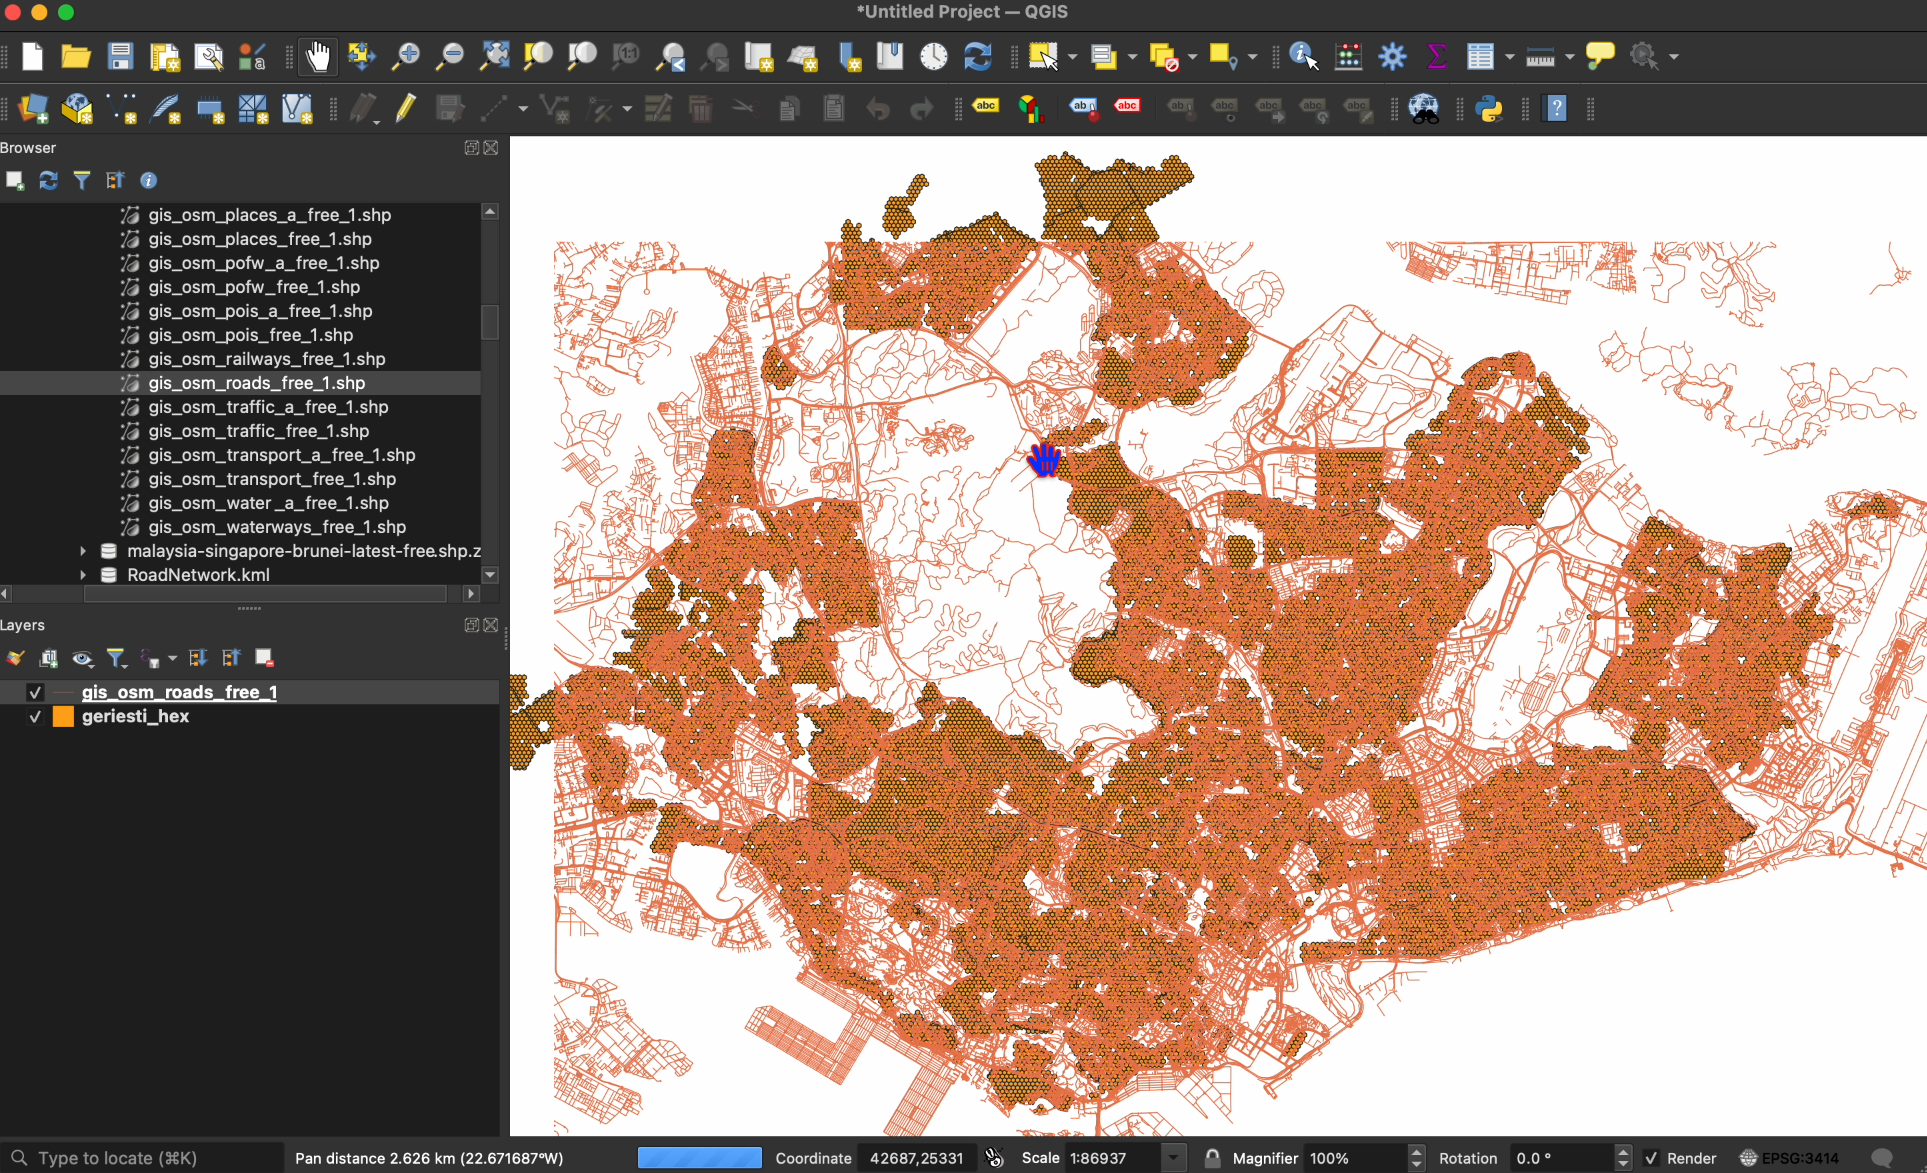 *Untitled Project — QGIS
Browser
gis_osm_places_a_free_1.shp
gis_osm_places_free_1.shp
gis_osm_pofw_a_free_1.shp
gis_osm_pofw_free_1.shp
gis_osm_pois_a_free_1.shp
gis_osm_pois_free_1.shp
gis_osm_railways_free_1.shp
gis_osm_roads_free_1.shp
gis_osm_traffic_a_free_1.shp
gis_osm_traffic_free_1.shp
gis_osm_transport_a_free_1.shp
gis_osm_transport_free_1.shp
gis_osm_water_a_free_1.shp
gis_osm_waterways_free_1.shp
malaysia-singapore-brunei-latest-free.shp.z
RoadNetwork.kml
Layers
gis_osm_roads_free_1
geriesti_hex
Type to locate (⌘K)
Pan distance 2.626 km (22.671687°W)
Coordinate 42687,25331
Scale 1:86937
Magnifier 100%
Rotation 0.0 °
Render
EPSG:3414